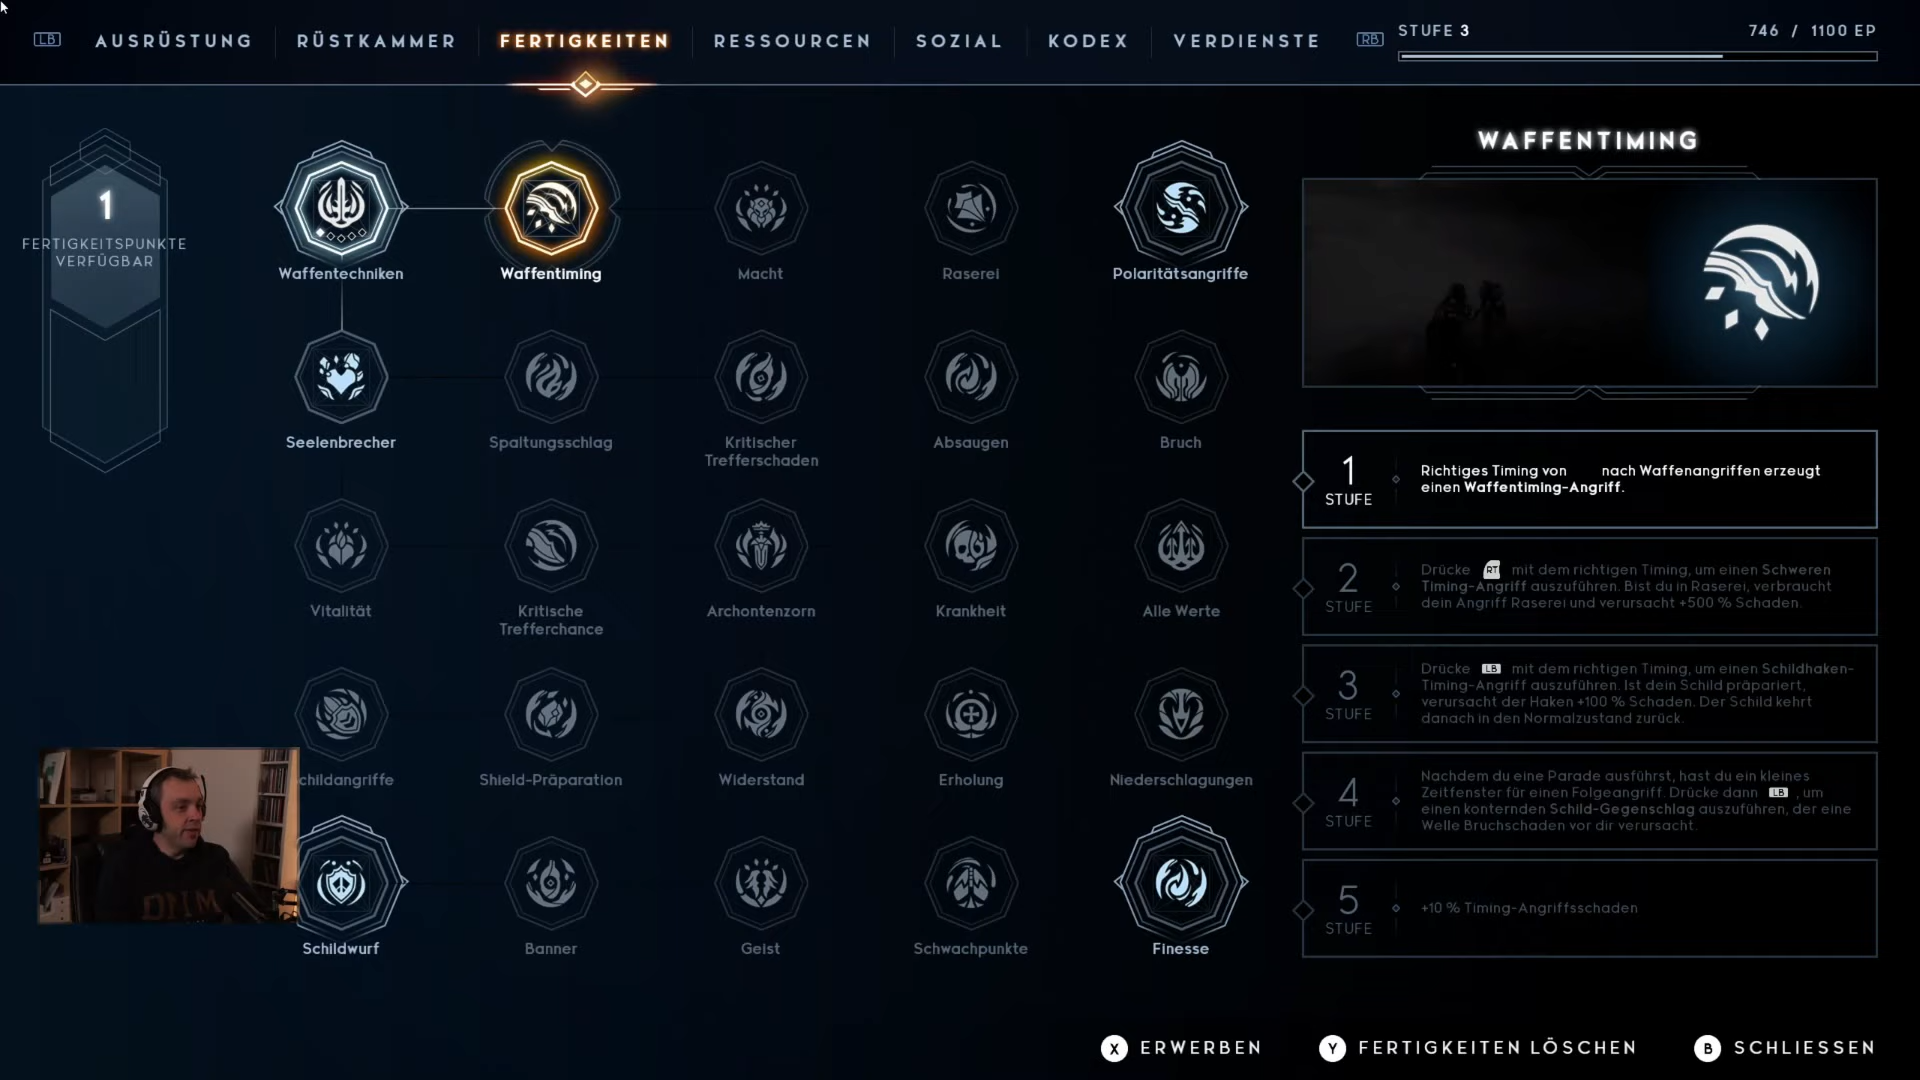 LB
AUSRÜSTUNG
RÜSTKAMMER
FERTIGKEITEN
RESSOURCEN
SOZIAL
KODEX
VERDIENSTE
RB
STUFE 3
746 / 1100 EP
1
FERTIGKEITSPUNKTE
VERFÜGBAR
Waffentechniken
Waffentiming
Macht
Raserei
Polaritätsangriffe
Seelenbrecher
Spaltungsschlag
Kritischer
Trefferschaden
Absaugen
Bruch
Vitalität
Kritische
Trefferchance
Archontenzorn
Krankheit
Alle Werte
childangriffe
Shield-Präparation
Widerstand
Erholung
Niederschlagungen
Schildwurf
Banner
Geist
Schwachpunkte
Finesse
WAFFENTIMING
1
STUFE
Richtiges Timing von nach Waffenangriffen erzeugt
einen Waffentiming-Angriff.
2
STUFE
Drücke RT mit dem richtigen Timing, um einen Schweren
Timing-Angriff auszuführen. Bist du in Raserei, verbraucht
dein Angriff Raserei und verursacht +500 % Schaden.
3
STUFE
Drücke LB mit dem richtigen Timing, um einen Schildhaken-
Timing-Angriff auszuführen. Ist dein Schild präpariert,
verursacht der Haken +100 % Schaden. Der Schild kehrt
danach in den Normalzustand zurück.
4
STUFE
Nachdem du eine Parade ausführst, hast du ein kleines
Zeitfenster für einen Folgeangriff. Drücke dann LB , um
einen konternden Schild-Gegenschlag auszuführen, der eine
Welle Bruchschaden vor dir verursacht.
5
STUFE
+10 % Timing-Angriffsschaden
X ERWERBEN
Y FERTIGKEITEN LÖSCHEN
B SCHLIESSEN